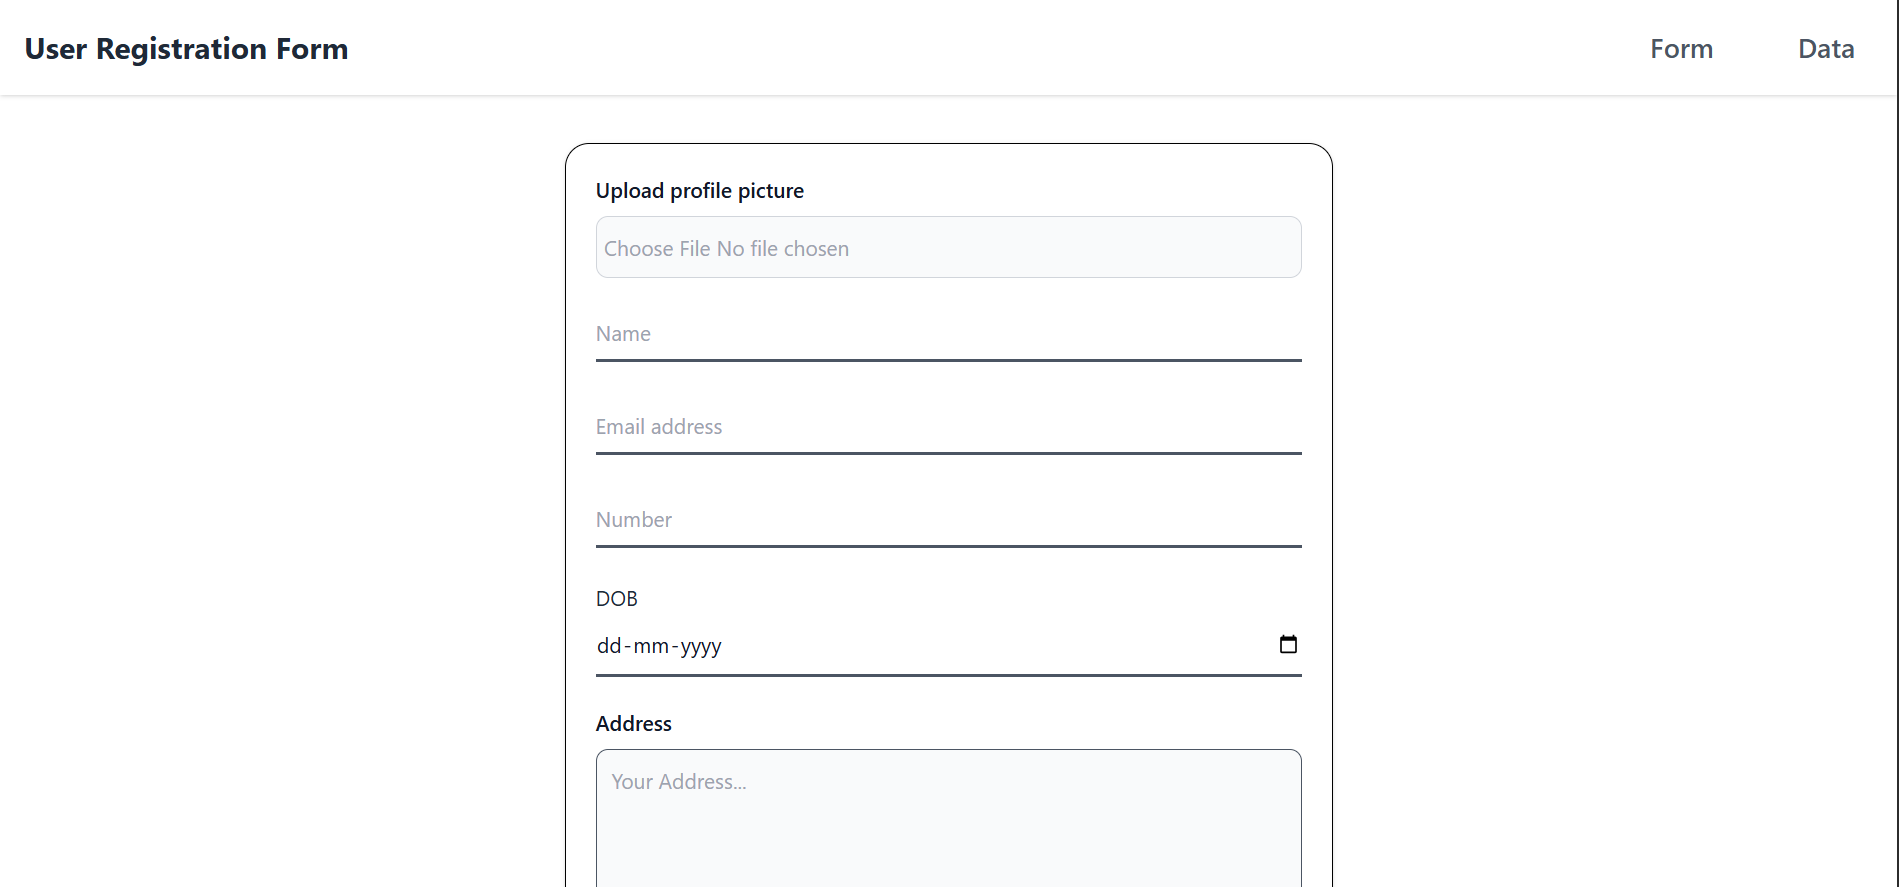 User Registration Form
Form
Data
Upload profile picture
Choose File No file chosen
Name
Email address
Number
DOB
dd-mm-yyyy
Address
Your Address...